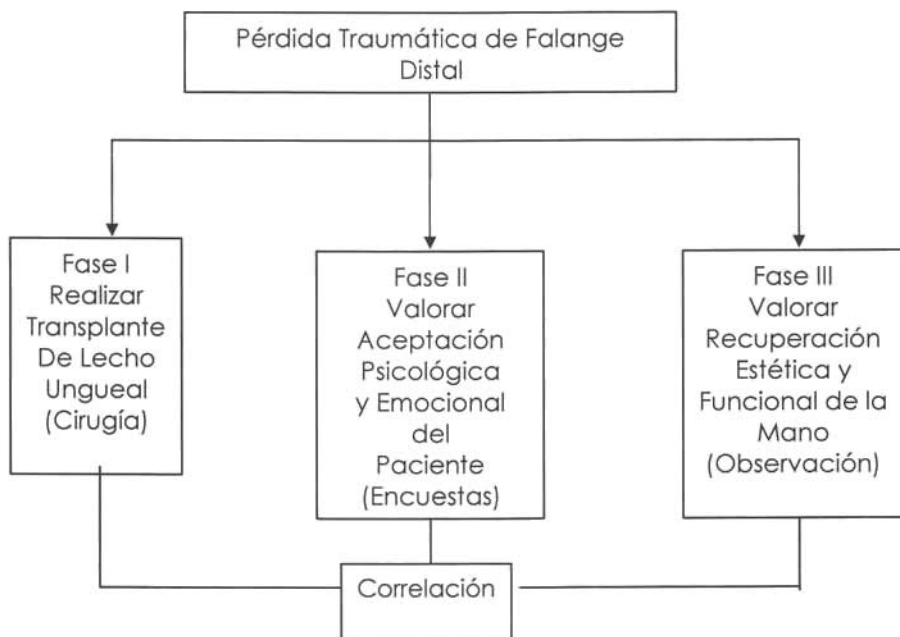 Pérdida Traumática de Falange
Distal
Fase I
Realizar
Transplante
De Lecho
Ungueal
(Cirugía)
Fase II
Valorar
Aceptación
Psicológica
y Emocional
del
Paciente
(Encuestas)
Fase III
Valorar
Recuperación
Estética y
Funcional de la
Mano
(Observación)
Correlación